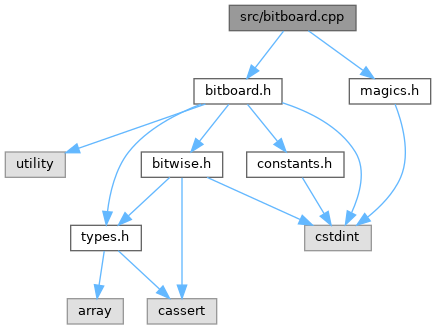 src/bitboard.cpp
bitboard.h
magics.h
utility
bitwise.h
constants.h
types.h
cstdint
array
cassert